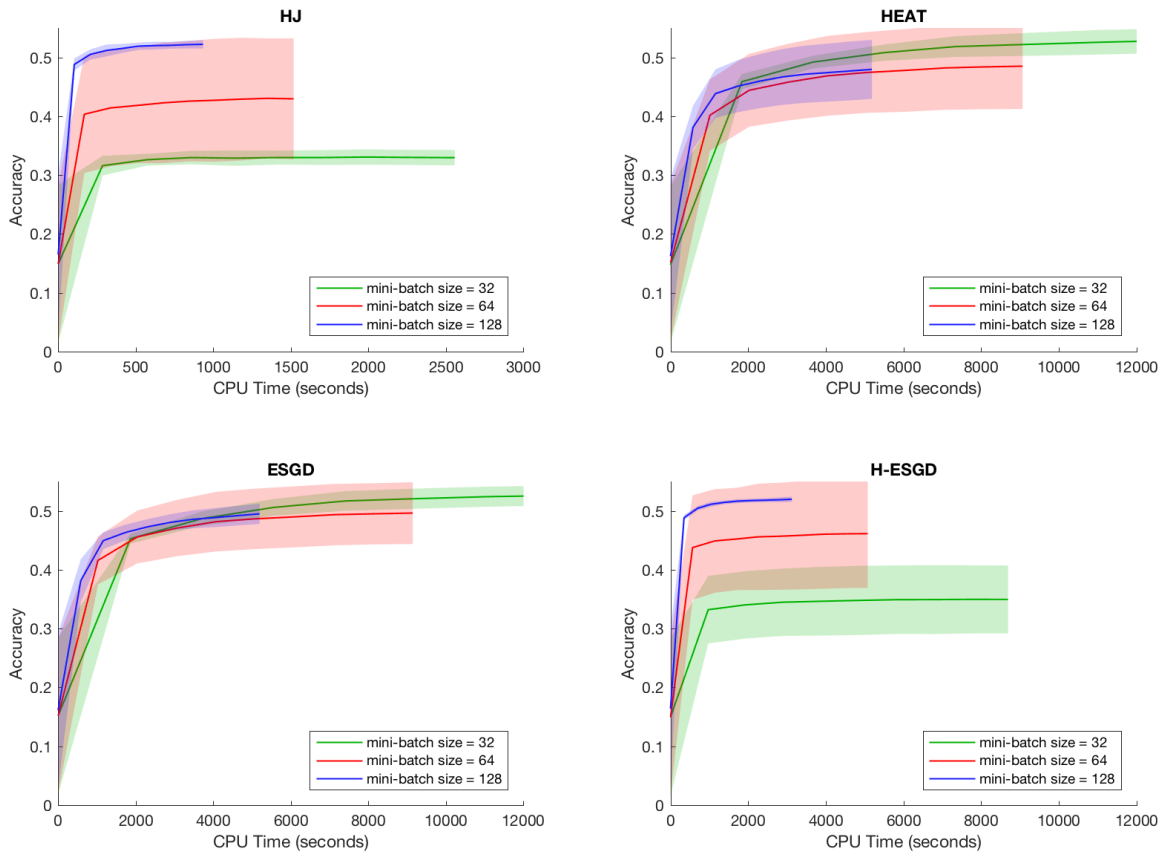 HJ
Accuracy
0.5
0.4
0.3
0.2
0.1
0
mini-batch size = 32
mini-batch size = 64
mini-batch size = 128
0 500 1000 1500 2000 2500 3000
CPU Time (seconds)
HEAT
Accuracy
0.5
0.4
0.3
0.2
0.1
0
mini-batch size = 32
mini-batch size = 64
mini-batch size = 128
0 2000 4000 6000 8000 10000 12000
CPU Time (seconds)
ESGD
Accuracy
0.5
0.4
0.3
0.2
0.1
0
mini-batch size = 32
mini-batch size = 64
mini-batch size = 128
0 2000 4000 6000 8000 10000 12000
CPU Time (seconds)
H-ESGD
Accuracy
0.5
0.4
0.3
0.2
0.1
0
mini-batch size = 32
mini-batch size = 64
mini-batch size = 128
0 2000 4000 6000 8000 10000 12000
CPU Time (seconds)